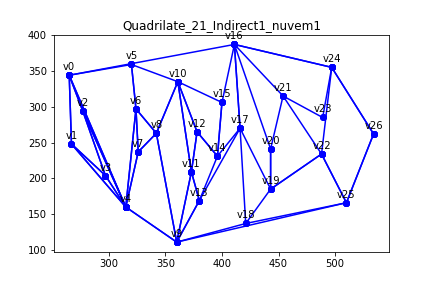 Quadrilate_21_Indirect1_nuvem1
400
350
300
250
200
150
100
v16
v5
v24
v0
v10
v21
v15
v2
v6
v23
v12
v17
v26
v8
v1
v7
v14
v20
v22
v11
v3
v19
v13
v4
v25
v18
v9
300
350
400
450
500